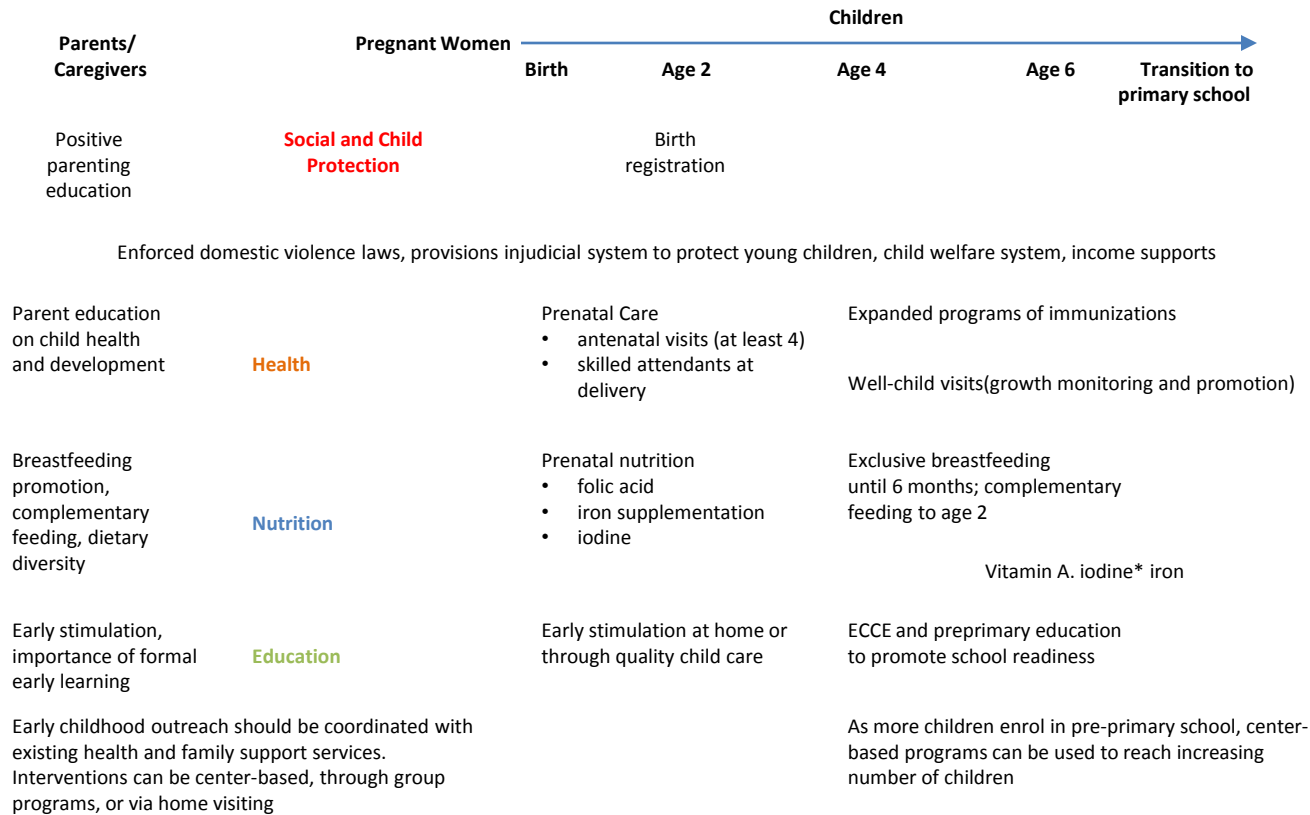 Children
Parents/
Caregivers
Pregnant Women
Birth
Age 2
Age 4
Age 6
Transition to
primary school
Positive
parenting
education
Social and Child
Protection
Birth
registration
Enforced domestic violence laws, provisions injudicial system to protect young children, child welfare system, income supports
Parent education
on child health
and development
Health
Prenatal Care
• antenatal visits (at least 4)
• skilled attendants at
delivery
Expanded programs of immunizations
Well-child visits(growth monitoring and promotion)
Breastfeeding
promotion,
complementary
feeding, dietary
diversity
Nutrition
Prenatal nutrition
• folic acid
• iron supplementation
• iodine
Exclusive breastfeeding
until 6 months; complementary
feeding to age 2
Vitamin A. iodine* iron
Early stimulation,
importance of formal
early learning
Education
Early stimulation at home or
through quality child care
ECCE and preprimary education
to promote school readiness
Early childhood outreach should be coordinated with
existing health and family support services.
Interventions can be center-based, through group
programs, or via home visiting
As more children enrol in pre-primary school, center-
based programs can be used to reach increasing
number of children